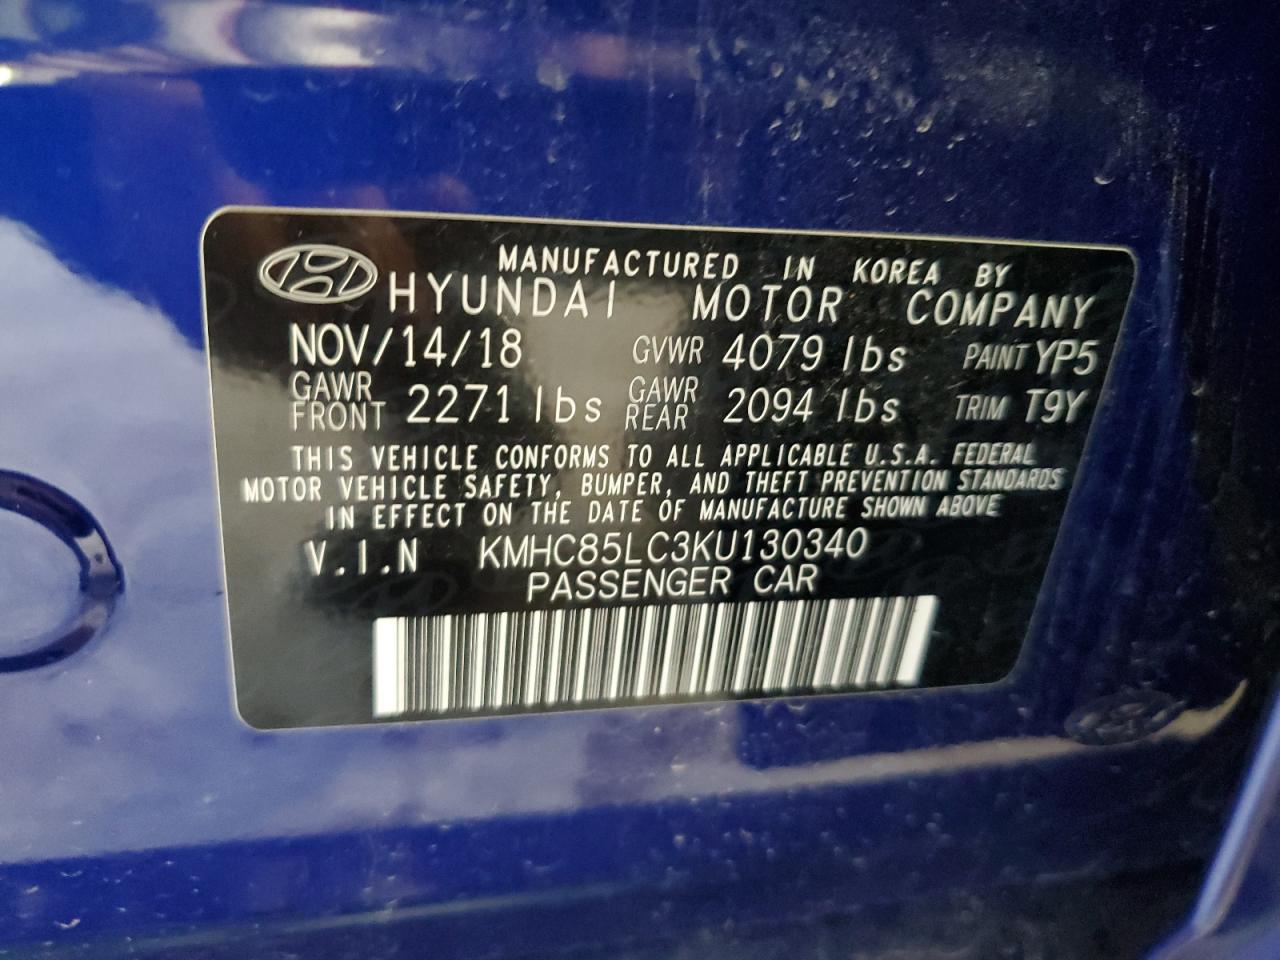 MANUFACTURED IN KOREA BY
HYUNDAI MOTOR COMPANY
NOV/14/18 GVWR 4079 lbs PAINT YP5
GAWR FRONT 2271 lbs GAWR REAR 2094 lbs TRIM T9Y
THIS VEHICLE CONFORMS TO ALL APPLICABLE U.S.A. FEDERAL
MOTOR VEHICLE SAFETY, BUMPER, AND THEFT PREVENTION STANDARDS
IN EFFECT ON THE DATE OF MANUFACTURE SHOWN ABOVE
V.I.N KMHC85LC3KU130340
PASSENGER CAR